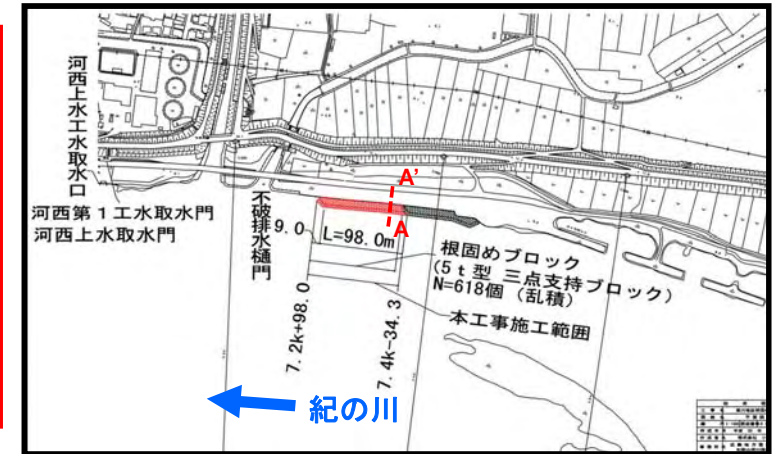 河西上水工水取水口
河西第1工水取水門
河西上水取水門
不破排水樋門
A'
A
9.0
L=98.0m
根固めブロック
(5t型 三点支持ブロック)
N=618個 (乱積)
本工事施工範囲
7.2k+98.0
7.4k-34.3
紀の川